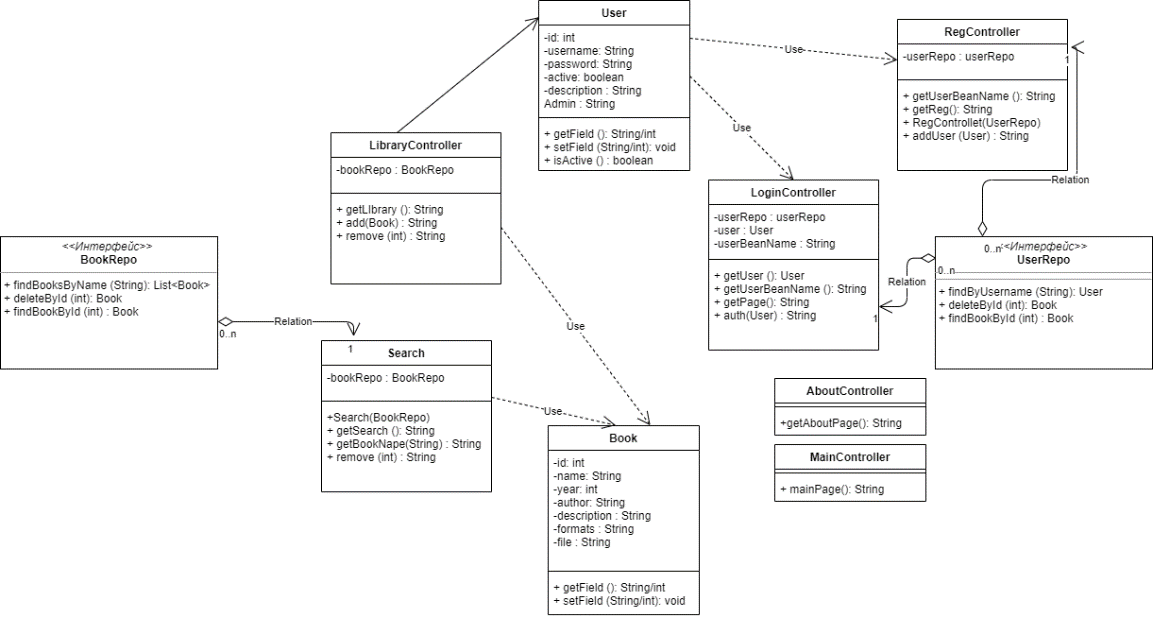 User
-id: int
-username: String
-password: String
-active: boolean
-description : String
Admin : String
+ getField (): String/int
+ setField (String/int): void
+ isActive () : boolean
Use
RegController
-userRepo : userRepo
+ getUserBeanName (): String
+ getReg(): String
+ RegControllet(UserRepo)
+ addUser (User) : String
1
LibraryController
-bookRepo : BookRepo
+ getLIbrary (): String
+ add(Book) : String
+ remove (int) : String
Use
LoginController
-userRepo : userRepo
-user : User
-userBeanName : String
+ getUser (): User
+ getUserBeanName (): String
+ getPage(): String
+ auth(User) : String
1
Relation
Relation
<<Интерфейс>>
BookRepo
+ findBooksByName (String): List<Book>
+ deleteById (int): Book
+ findBookById (int) : Book
Relation
0..n
1
0..n
<Интерфейс>>
UserRepo
0..n
+ findByUsername (String): User
+ deleteById (int): Book
+ findBookById (int) : Book
Use
Search
-bookRepo : BookRepo
+Search(BookRepo)
+ getSearch (): String
+ getBookNape(String) : String
+ remove (int) : String
Use
Book
-id: int
-name: String
-year: int
-author: String
-description : String
-formats : String
-file : String
+ getField (): String/int
+ setField (String/int): void
AboutController
+getAboutPage(): String
MainController
+ mainPage(): String